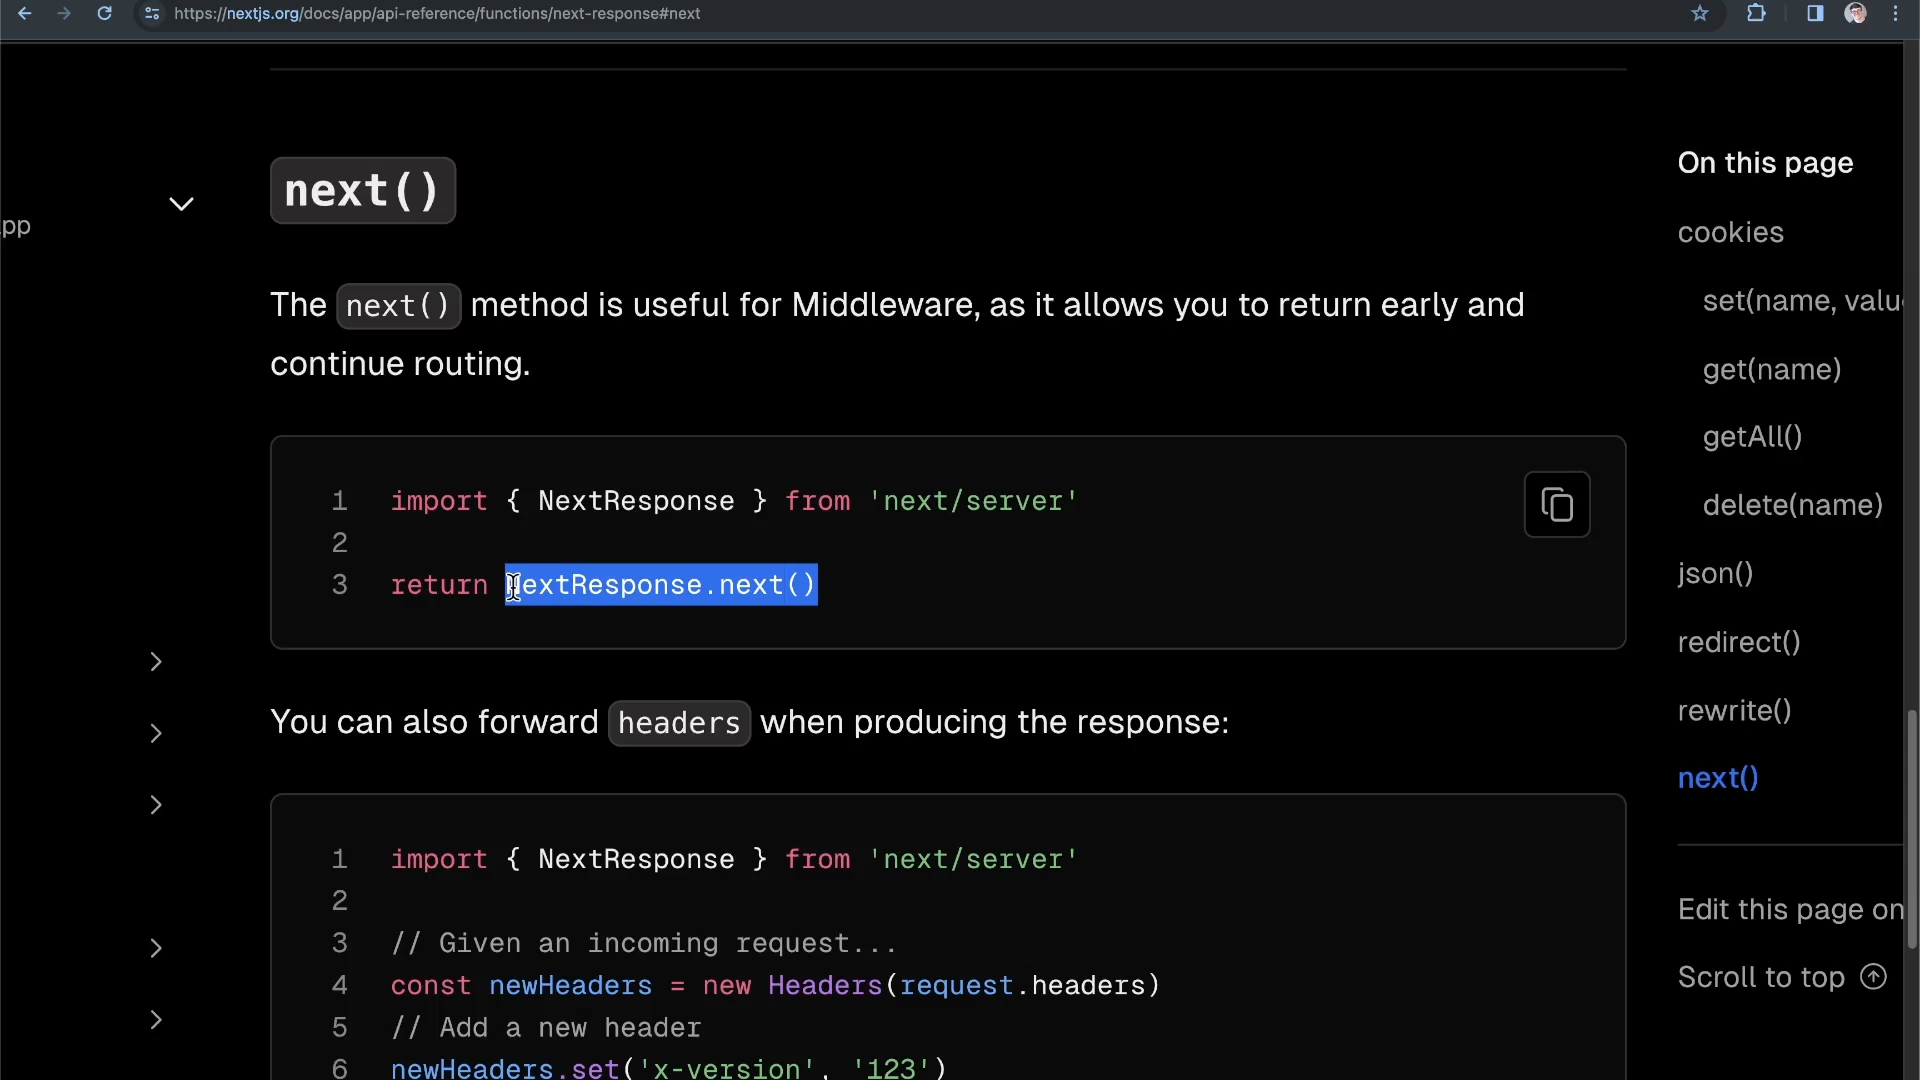 https://nextjs.org/docs/app/api-reference/functions/next-response#next
pp
next()
The next() method is useful for Middleware, as it allows you to return early and
continue routing.
1 import { NextResponse } from 'next/server'
2
3 return NextResponse.next()
You can also forward headers when producing the response:
1 import { NextResponse } from 'next/server'
2
3 // Given an incoming request...
4 const newHeaders = new Headers(request.headers)
5 // Add a new header
6 newHeaders.set('x-version', '123')
On this page
cookies
set(name, valu
get(name)
getAll()
delete(name)
json()
redirect()
rewrite()
next()
Edit this page on
Scroll to top